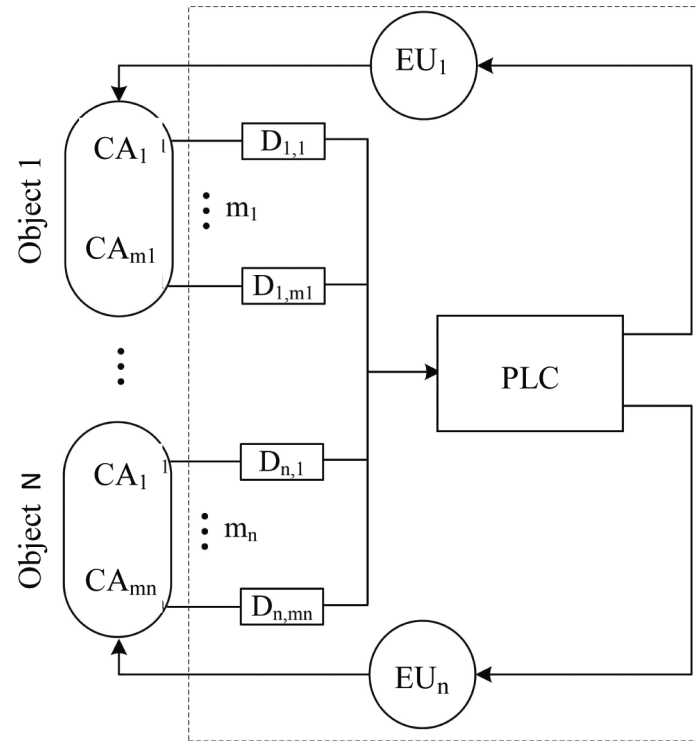 EU₁
Object 1
CA₁
D₁,₁
m₁
CAₘ₁
D₁,ₘ₁
PLC
Object N
CA₁
Dₙ,₁
mₙ
CAₘₙ
Dₙ,ₘₙ
EUₙ